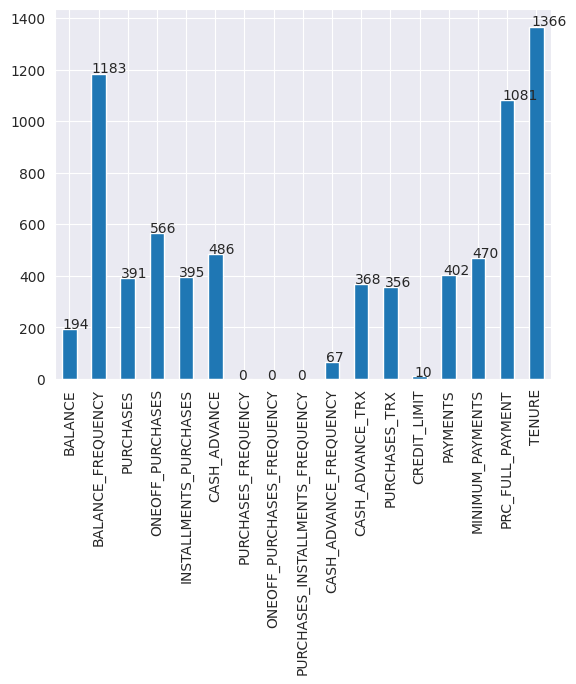 1400
1200
1000
800
600
400
200
0
194
1183
391
566
395
486
0
0
0
67
368
356
10
402
470
1081
1366
BALANCE
BALANCE_FREQUENCY
PURCHASES
ONEOFF_PURCHASES
INSTALLMENTS_PURCHASES
CASH_ADVANCE
PURCHASES_FREQUENCY
ONEOFF_PURCHASES_FREQUENCY
PURCHASES_INSTALLMENTS_FREQUENCY
CASH_ADVANCE_FREQUENCY
CASH_ADVANCE_TRX
PURCHASES_TRX
CREDIT_LIMIT
PAYMENTS
MINIMUM_PAYMENTS
PRC_FULL_PAYMENT
TENURE